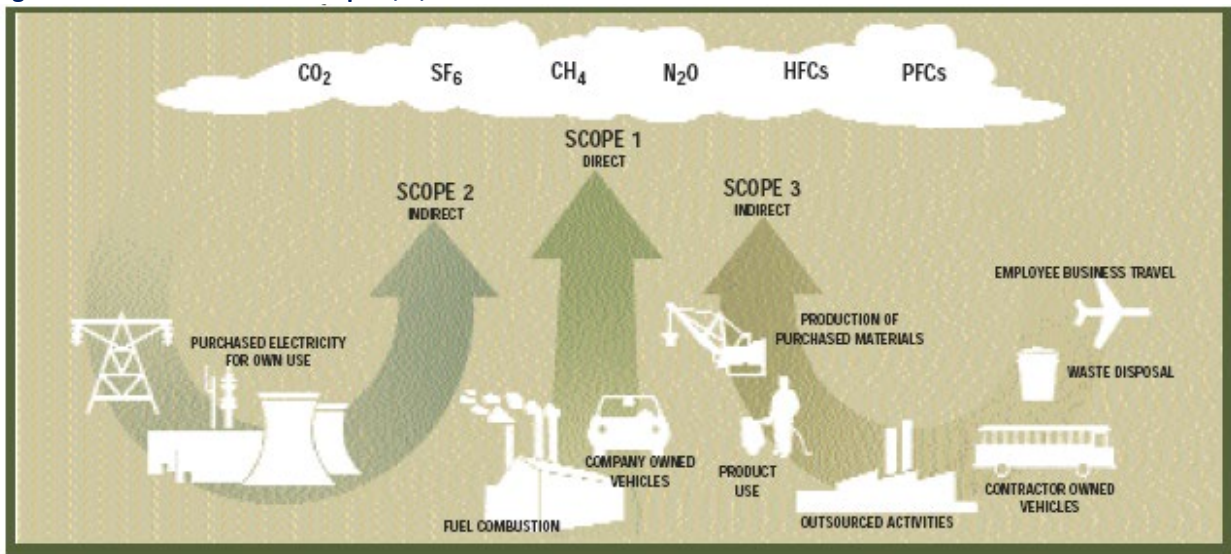 CO₂ SF₆ CH₄ N₂O HFCs PFCs
SCOPE 1
DIRECT
SCOPE 2
INDIRECT
SCOPE 3
INDIRECT
EMPLOYEE BUSINESS TRAVEL
PURCHASED ELECTRICITY
FOR OWN USE
PRODUCTION OF
PURCHASED MATERIALS
WASTE DISPOSAL
COMPANY OWNED
VEHICLES
PRODUCT
USE
CONTRACTOR OWNED
VEHICLES
FUEL COMBUSTION
OUTSOURCED ACTIVITIES